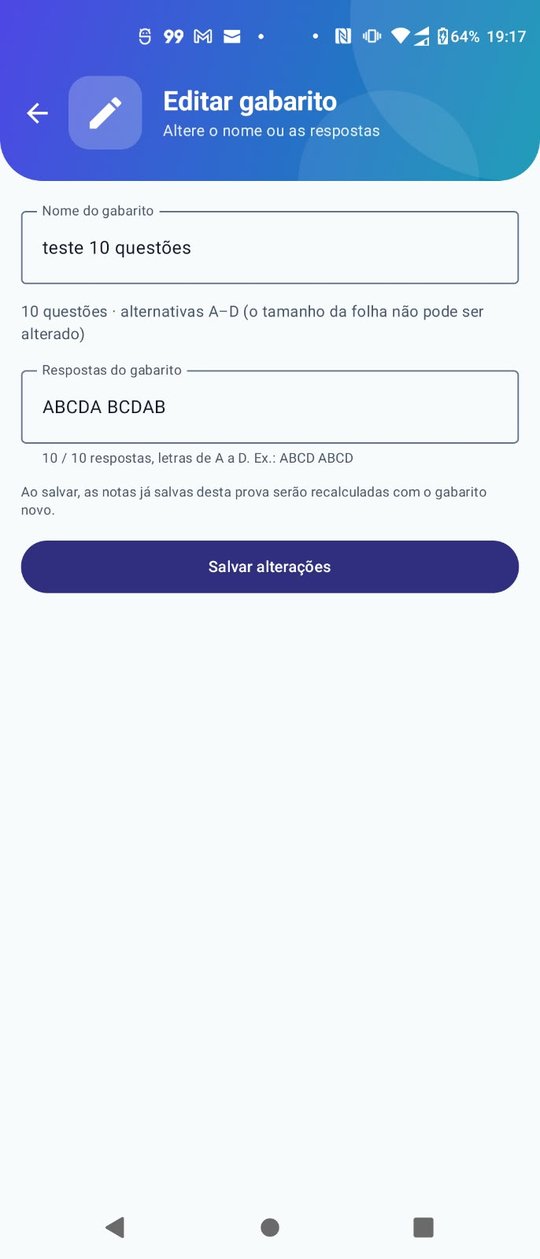 99 64% 19:17
Editar gabarito
Altere o nome ou as respostas
Nome do gabarito
teste 10 questões
10 questões · alternativas A–D (o tamanho da folha não pode ser
alterado)
Respostas do gabarito
ABCDA BCDAB
10 / 10 respostas, letras de A a D. Ex.: ABCD ABCD
Ao salvar, as notas já salvas desta prova serão recalculadas com o gabarito
novo.
Salvar alterações